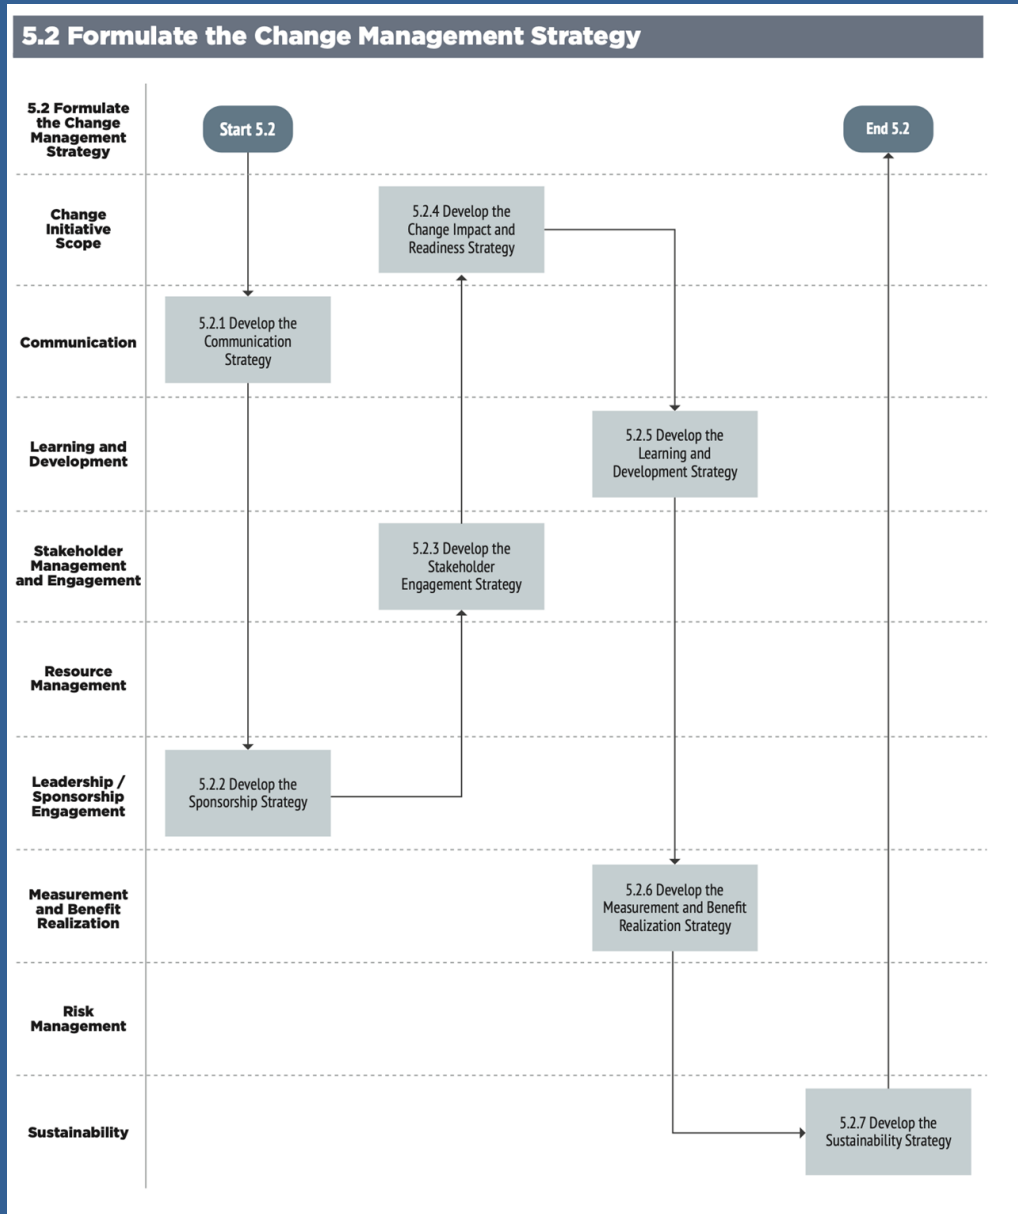 5.2 Formulate the Change Management Strategy
5.2 Formulate
the Change
Management
Strategy
Start 5.2
End 5.2
Change
Initiative
Scope
5.2.4 Develop the
Change Impact and
Readiness Strategy
Communication
5.2.1 Develop the
Communication
Strategy
Learning and
Development
5.2.5 Develop the
Learning and
Development Strategy
Stakeholder
Management
and Engagement
5.2.3 Develop the
Stakeholder
Engagement Strategy
Resource
Management
Leadership /
Sponsorship
Engagement
5.2.2 Develop the
Sponsorship Strategy
Measurement
and Benefit
Realization
5.2.6 Develop the
Measurement and Benefit
Realization Strategy
Risk
Management
Sustainability
5.2.7 Develop the
Sustainability Strategy